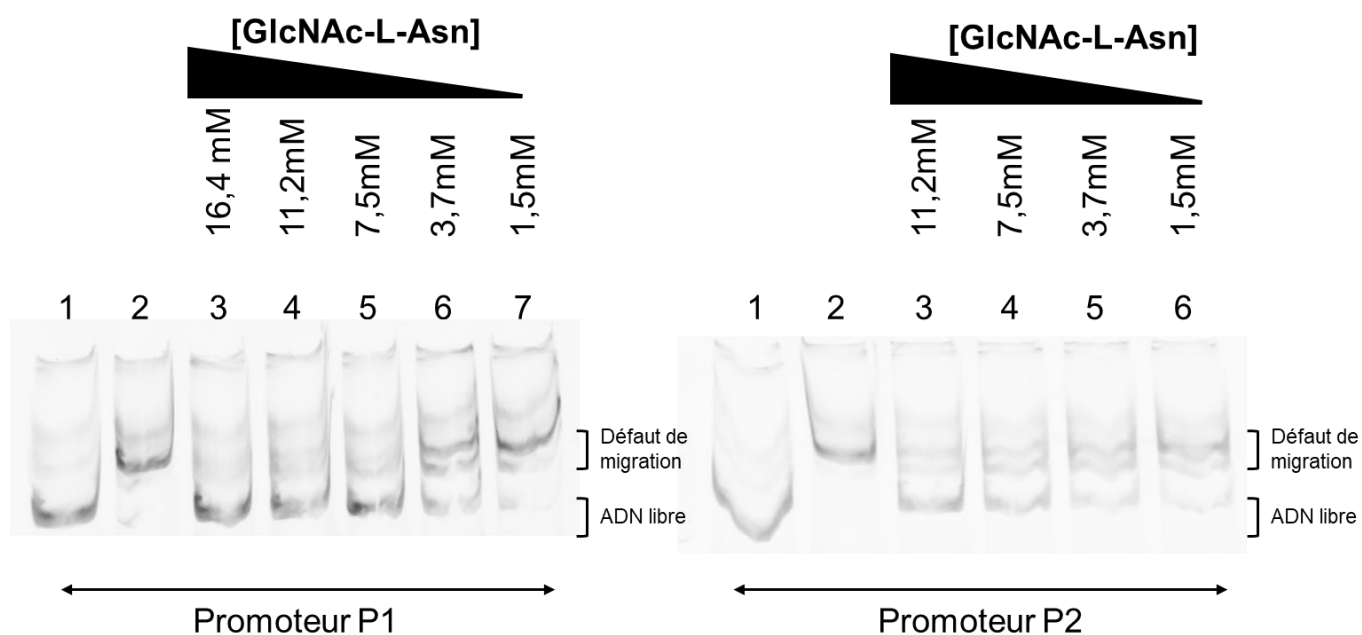 [GlcNAc-L-Asn]
16,4 mM
11,2mM
7,5mM
3,7mM
1,5mM
1 2 3 4 5 6 7
Défaut de
migration
ADN libre
Promoteur P1
[GlcNAc-L-Asn]
11,2mM
7,5mM
3,7mM
1,5mM
1 2 3 4 5 6
Défaut de
migration
ADN libre
Promoteur P2